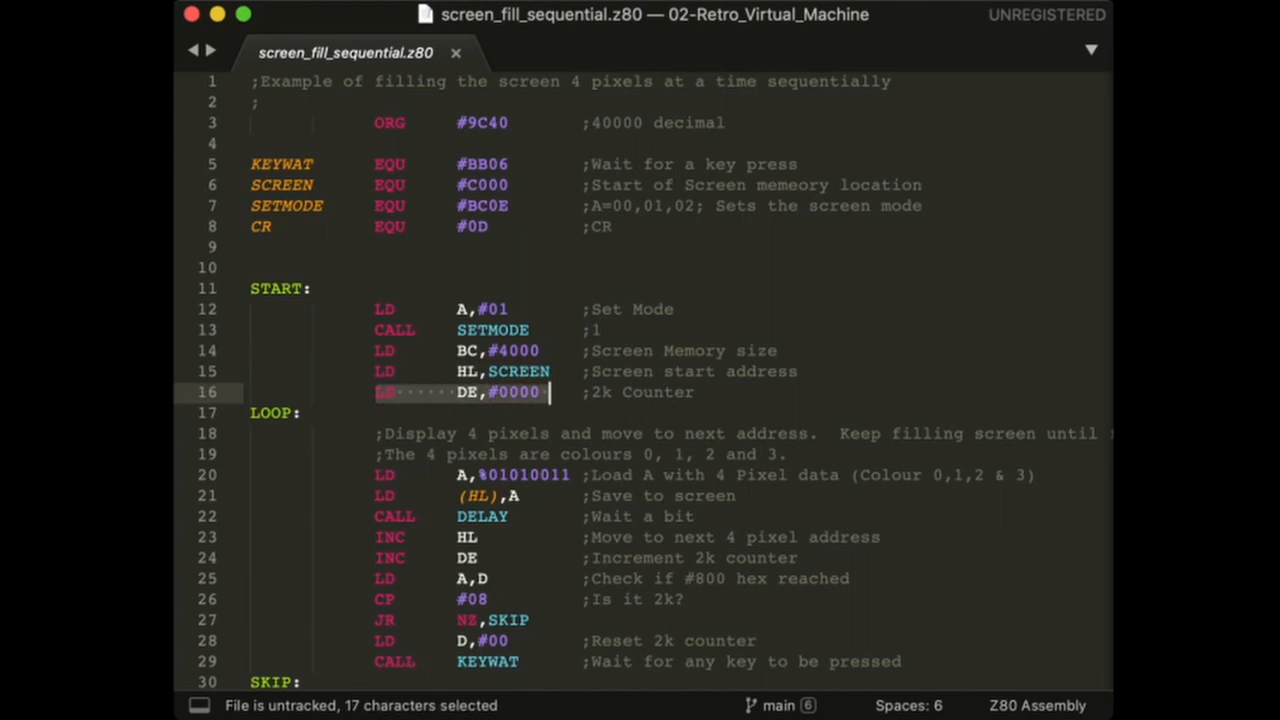 screen_fill_sequential.z80 — 02-Retro_Virtual_Machine
UNREGISTERED
screen_fill_sequential.z80 ×
1 ;Example of filling the screen 4 pixels at a time sequentially
2 ;
3 ORG #9C40 ;40000 decimal
4
5 KEYWAT EQU #BB06 ;Wait for a key press
6 SCREEN EQU #C000 ;Start of Screen memeory location
7 SETMODE EQU #BC0E ;A=00,01,02; Sets the screen mode
8 CR EQU #0D ;CR
9
10
11 START:
12 LD A,#01 ;Set Mode
13 CALL SETMODE ;1
14 LD BC,#4000 ;Screen Memory size
15 LD HL,SCREEN ;Screen start address
16 LD DE,#0000 ;2k Counter
17 LOOP:
18 ;Display 4 pixels and move to next address. Keep filling screen until
19 ;The 4 pixels are colours 0, 1, 2 and 3.
20 LD A,%01010011 ;Load A with 4 Pixel data (Colour 0,1,2 & 3)
21 LD (HL),A ;Save to screen
22 CALL DELAY ;Wait a bit
23 INC HL ;Move to next 4 pixel address
24 INC DE ;Increment 2k counter
25 LD A,D ;Check if #800 hex reached
26 CP #08 ;Is it 2k?
27 JR NZ,SKIP
28 LD D,#00 ;Reset 2k counter
29 CALL KEYWAT ;Wait for any key to be pressed
30 SKIP:
File is untracked, 17 characters selected
main 6
Spaces: 6
Z80 Assembly